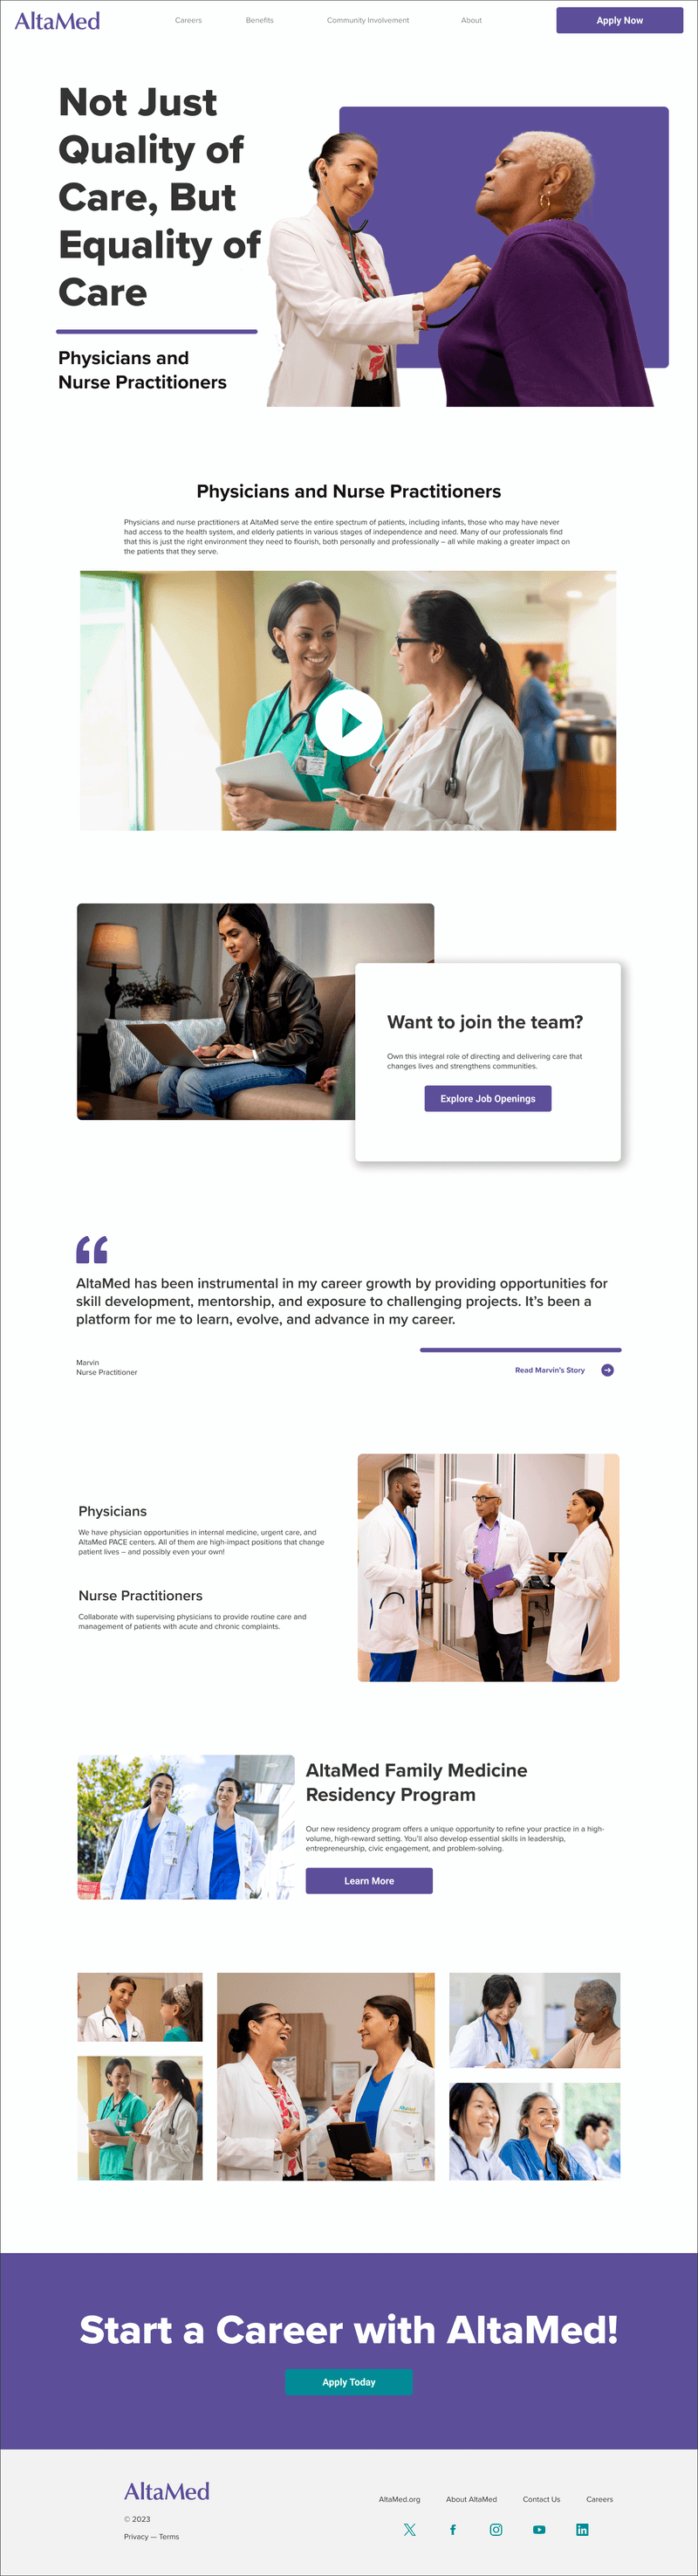 AltaMed
Careers
Benefits
Community Involvement
About
Apply Now
Not Just
Quality of
Care, But
Equality of
Care
Physicians and
Nurse Practitioners
Physicians and Nurse Practitioners
Physicians and nurse practitioners at AltaMed serve the entire spectrum of patients, including infants, those who may have never
had access to the health system, and elderly patients in various stages of independence and need. Many of our professionals find
that this is just the right environment they need to flourish, both personally and professionally – all while making a greater impact on
the patients that they serve.
Want to join the team?
Own this integral role of directing and delivering care that
changes lives and strengthens communities.
Explore Job Openings
“
AltaMed has been instrumental in my career growth by providing opportunities for
skill development, mentorship, and exposure to challenging projects. It’s been a
platform for me to learn, evolve, and advance in my career.
Marvin
Nurse Practitioner
Read Marvin's Story
Physicians
We have physician opportunities in internal medicine, urgent care, and
AltaMed PACE centers. All of them are high-impact positions that change
patient lives – and possibly even your own!
Nurse Practitioners
Collaborate with supervising physicians to provide routine care and
management of patients with acute and chronic complaints.
AltaMed Family Medicine
Residency Program
Our new residency program offers a unique opportunity to refine your practice in a high-
volume, high-reward setting. You’ll also develop essential skills in leadership,
entrepreneurship, civic engagement, and problem-solving.
Learn More
AltaMed
Start a Career with AltaMed!
Apply Today
AltaMed
© 2023
Privacy — Terms
AltaMed.org
About AltaMed
Contact Us
Careers